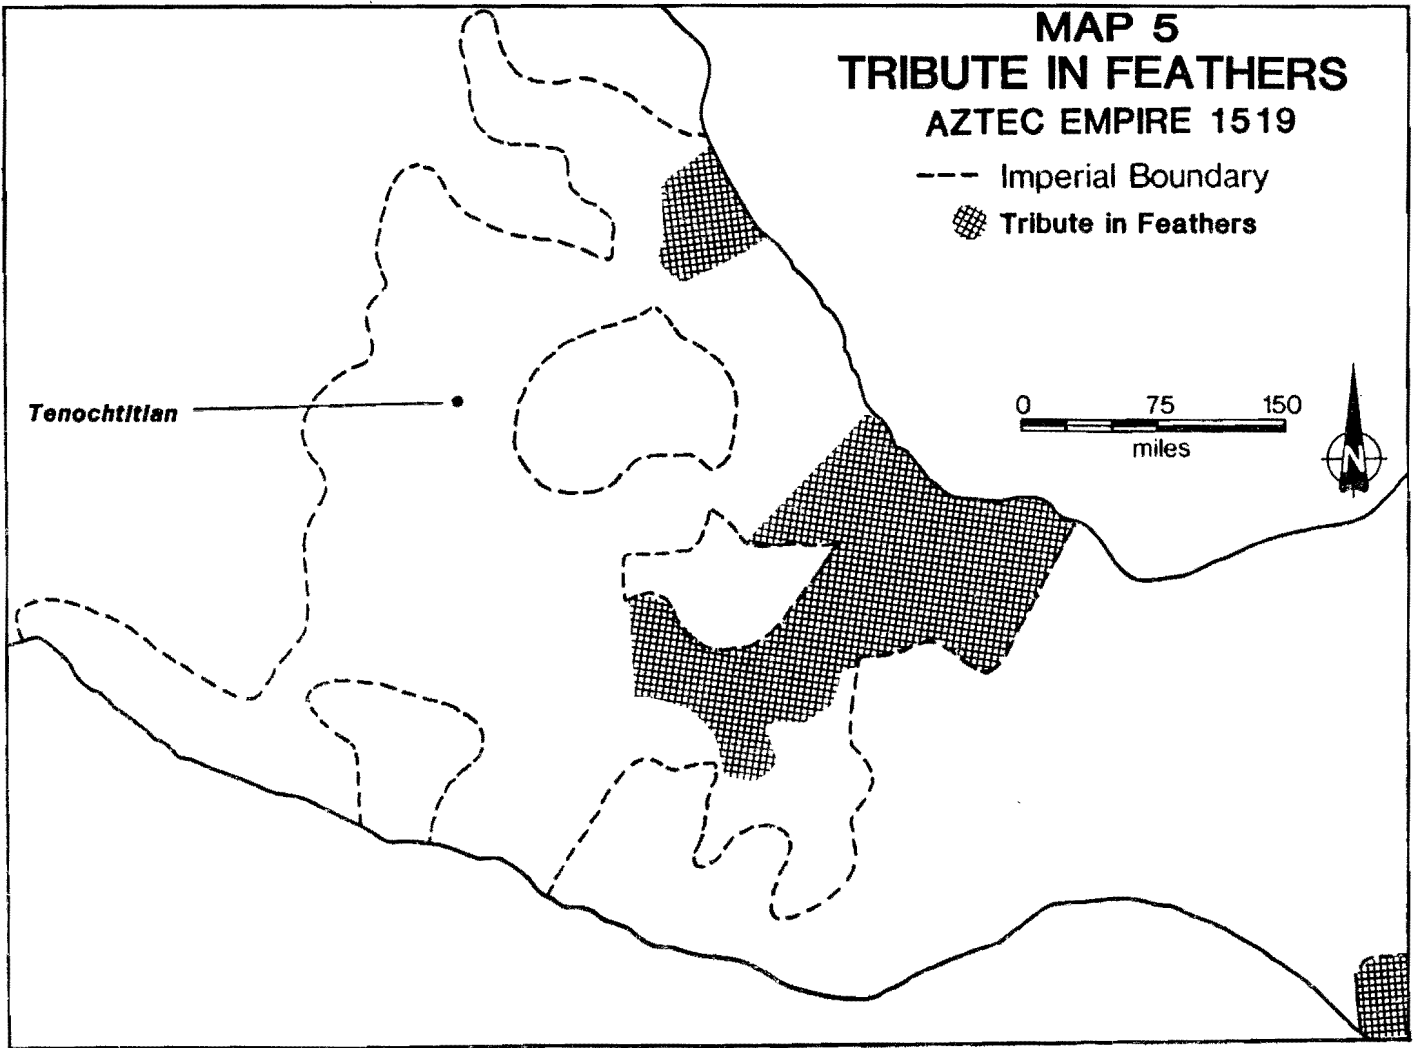 MAP 5
TRIBUTE IN FEATHERS
AZTEC EMPIRE 1519
Imperial Boundary
Tribute in Feathers
Tenochtitlan
0 75 150
miles
N